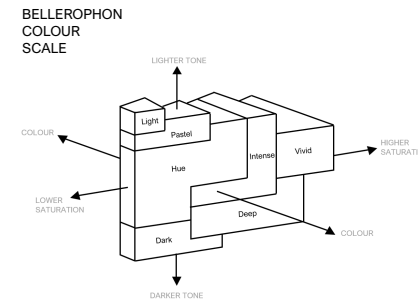 BELLEROPHON
COLOUR
SCALE
LIGHTER TONE
Light
Pastel
COLOUR
HIGHER
SATURATI
Hue
Intense
Vivid
LOWER
SATURATION
Deep
COLOUR
Dark
DARKER TONE